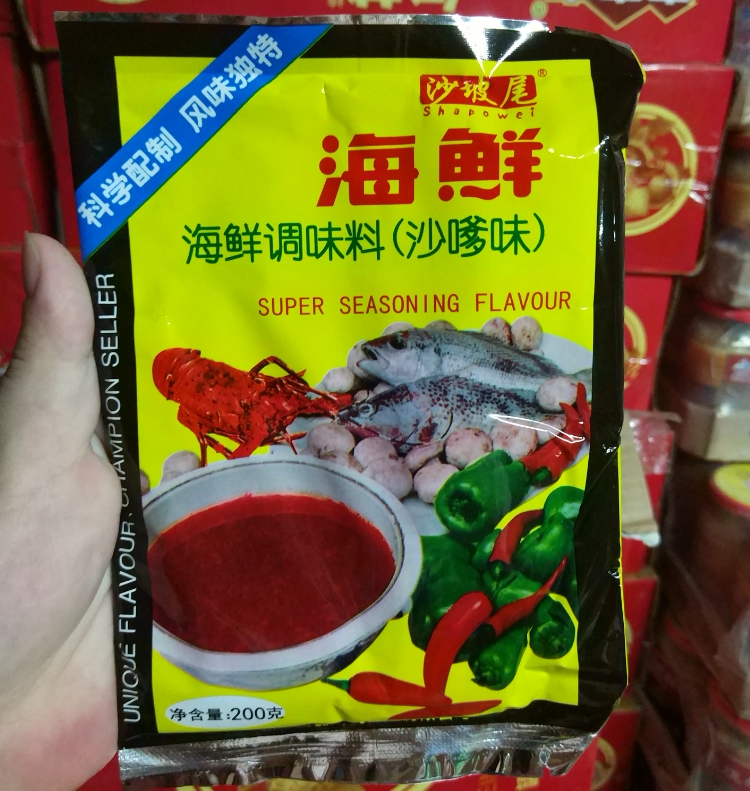 科学配制 风味独特
沙玻尾®
Shapowei
海鲜
海鲜调味料(沙嗲味)
SUPER SEASONING FLAVOUR
UNIQUE FLAVOUR, CHAMPION SELLER
净含量:200克